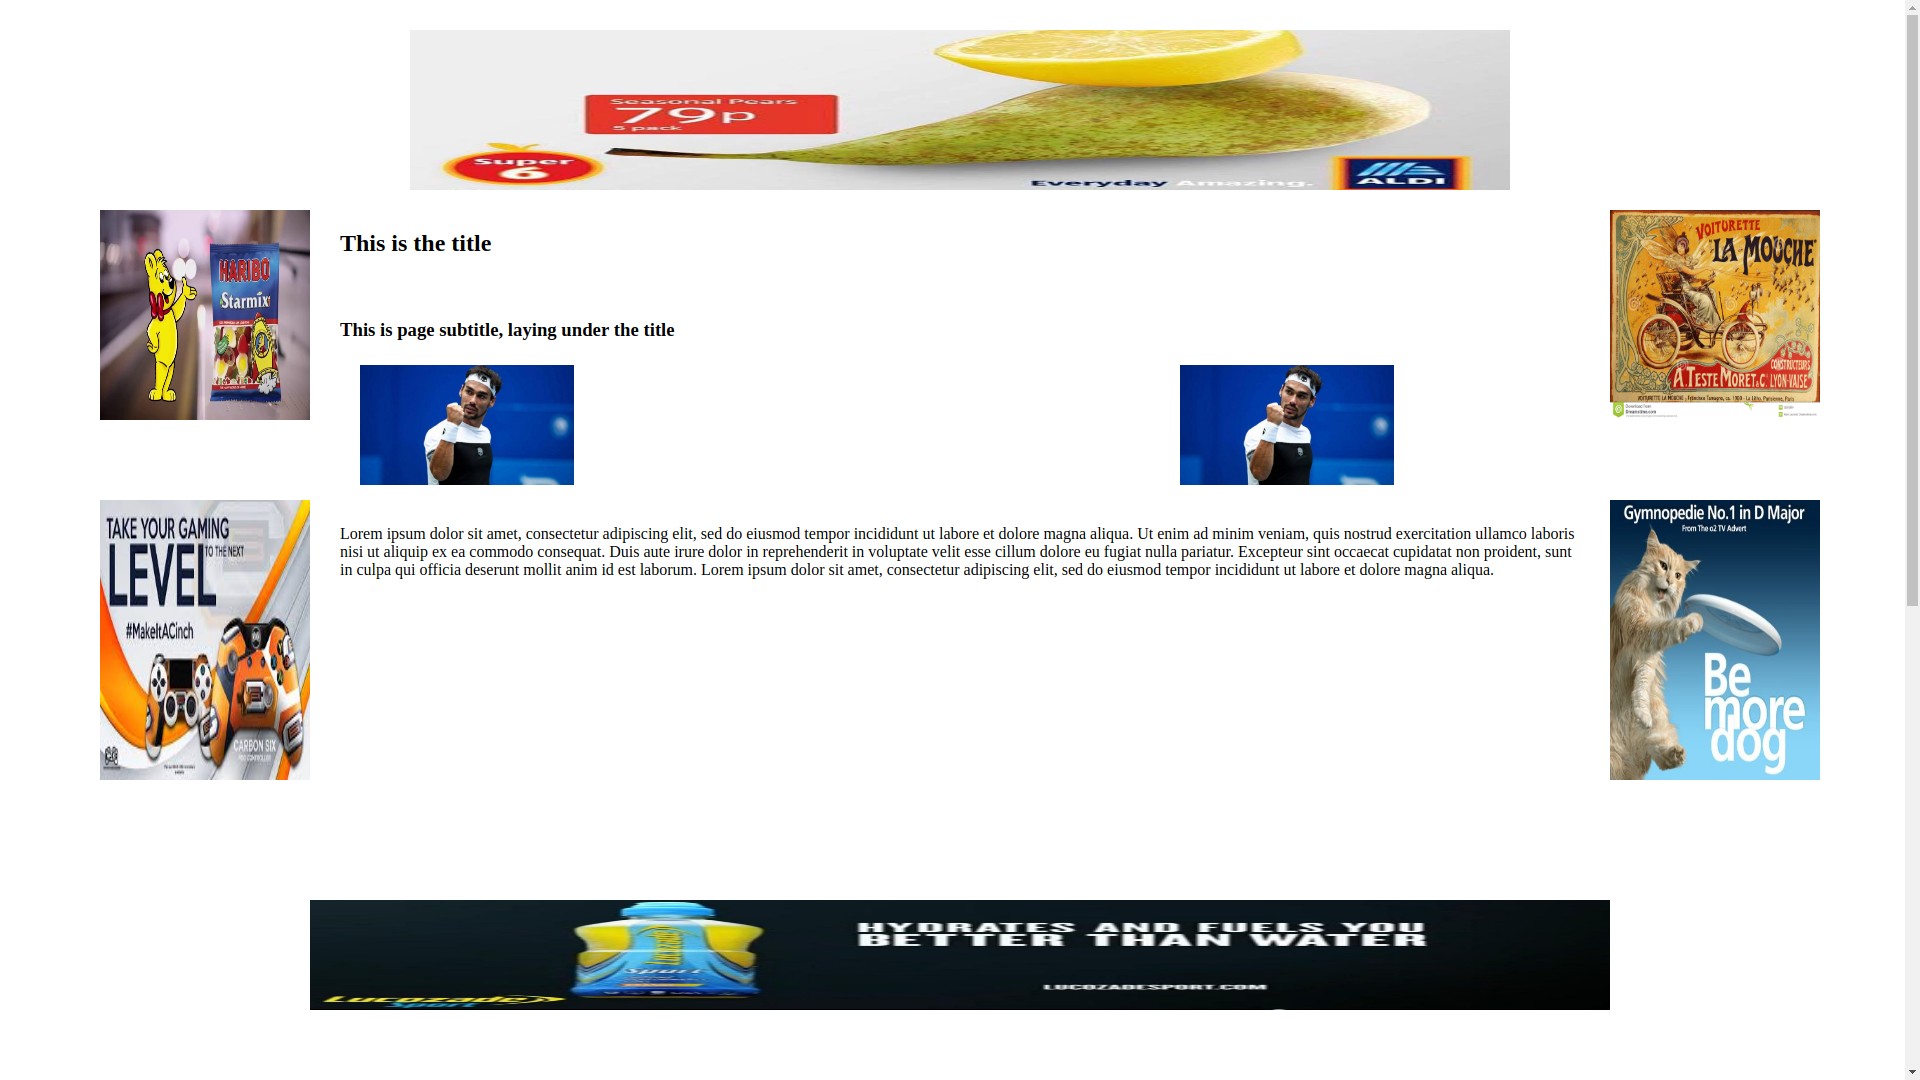 Seasonal Pears
79p
5 pack
Super
6
Everyday Amazing.
ALDI
HARIBO
Starmix
This is the title
VOITURETTE
"LA MOUCHE"
CONSTRUCTEURS
A.TESTE MORET & C. LYON-VAISE
This is page subtitle, laying under the title
TAKE YOUR GAMING
LEVEL TO THE NEXT
#MakeItACinch
CARBON SIX
Lorem ipsum dolor sit amet, consectetur adipiscing elit, sed do eiusmod tempor incididunt ut labore et dolore magna aliqua. Ut enim ad minim veniam, quis nostrud exercitation ullamco laboris
nisi ut aliquip ex ea commodo consequat. Duis aute irure dolor in reprehenderit in voluptate velit esse cillum dolore eu fugiat nulla pariatur. Excepteur sint occaecat cupidatat non proident, sunt
in culpa qui officia deserunt mollit anim id est laborum. Lorem ipsum dolor sit amet, consectetur adipiscing elit, sed do eiusmod tempor incididunt ut labore et dolore magna aliqua.
Gymnopedie No.1 in D Major
From The o2 TV Advert
Be
more
dog
Lucozade
Sport
HYDRATES AND FUELS YOU
BETTER THAN WATER
LUCOZADESPORT.COM
Lucozade
Sport